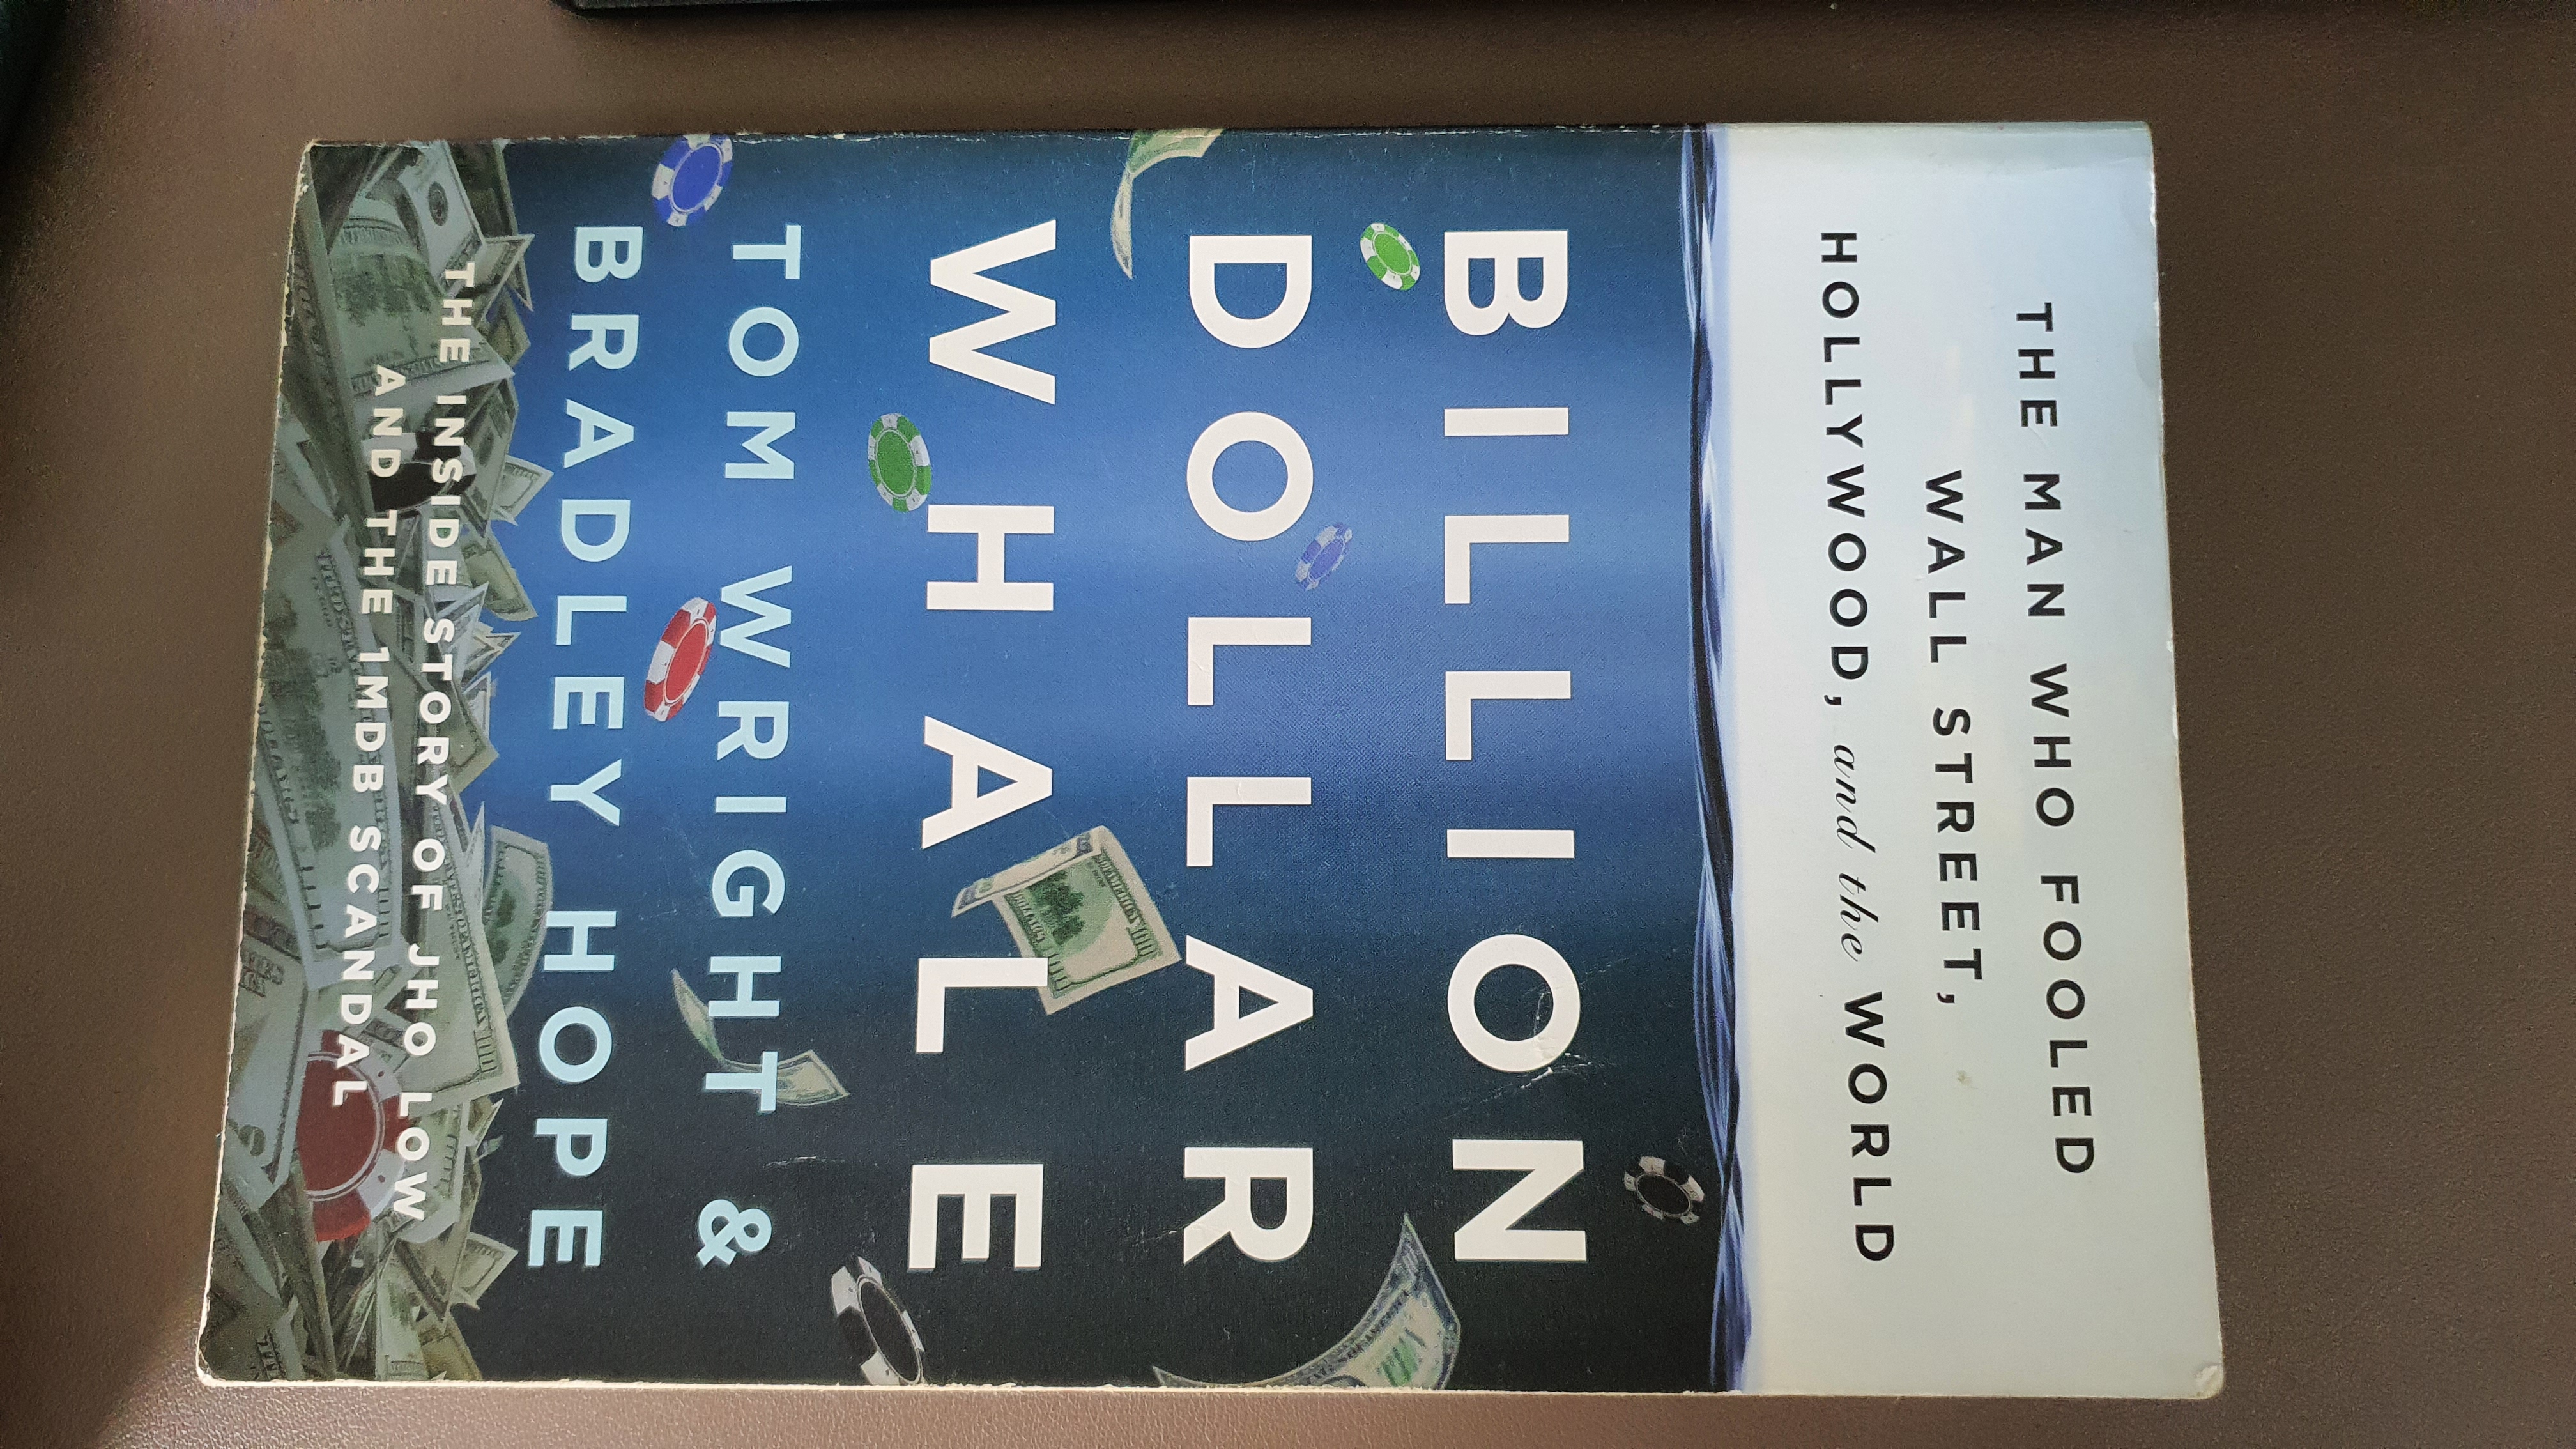 THE MAN WHO FOOLED
WALL STREET,
HOLLYWOOD, and the WORLD
BILLION
DOLLAR
WHALE
TOM WRIGHT &
BRADLEY HOPE
THE INSIDE STORY OF JHO LOW
AND THE 1MDB SCANDAL